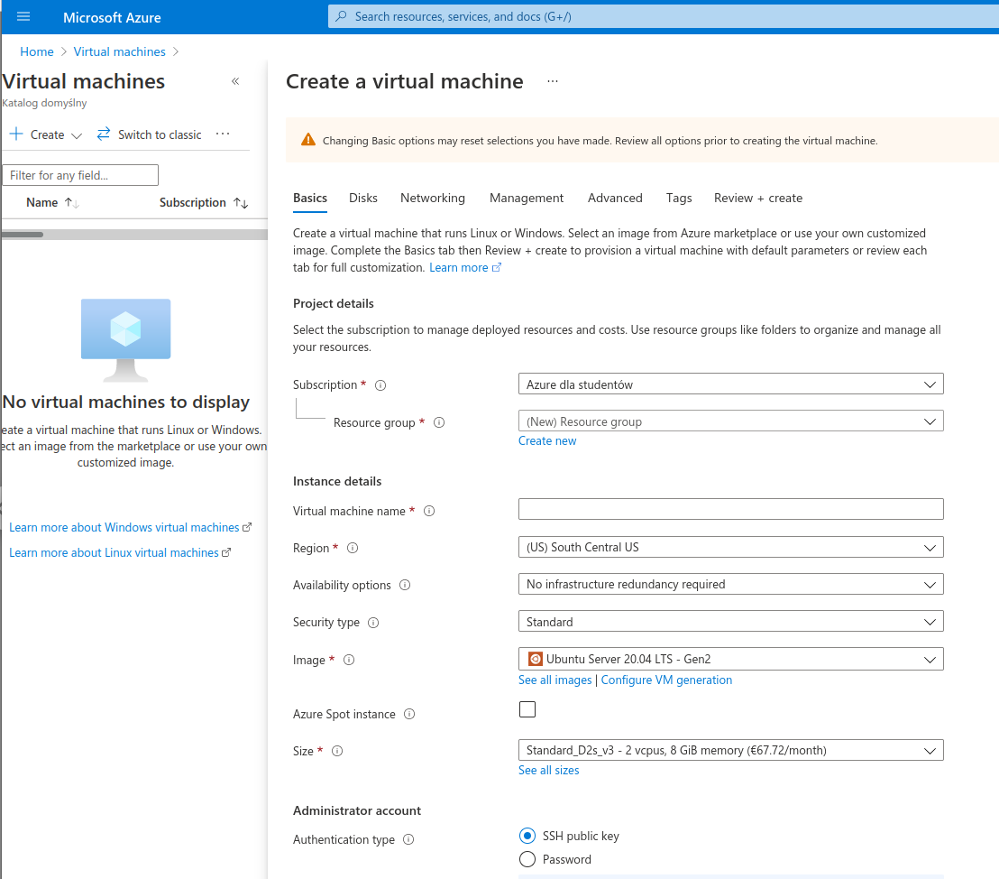 Microsoft Azure
Search resources, services, and docs (G+/)
Home > Virtual machines >
Virtual machines «
Katalog domyślny
+ Create Switch to classic ...
Filter for any field...
Name ↑↓ Subscription ↑↓
No virtual machines to display
eate a virtual machine that runs Linux or Windows.
ect an image from the marketplace or use your own
customized image.
Learn more about Windows virtual machines
Learn more about Linux virtual machines
Create a virtual machine ...
Changing Basic options may reset selections you have made. Review all options prior to creating the virtual machine.
Basics Disks Networking Management Advanced Tags Review + create
Create a virtual machine that runs Linux or Windows. Select an image from Azure marketplace or use your own customized
image. Complete the Basics tab then Review + create to provision a virtual machine with default parameters or review each
tab for full customization. Learn more
Project details
Select the subscription to manage deployed resources and costs. Use resource groups like folders to organize and manage all
your resources.
Subscription *
Azure dla studentów
Resource group *
(New) Resource group
Create new
Instance details
Virtual machine name *
Region *
(US) South Central US
Availability options
No infrastructure redundancy required
Security type
Standard
Image *
Ubuntu Server 20.04 LTS - Gen2
See all images | Configure VM generation
Azure Spot instance
Size *
Standard_D2s_v3 - 2 vcpus, 8 GiB memory (€67.72/month)
See all sizes
Administrator account
Authentication type
SSH public key
Password